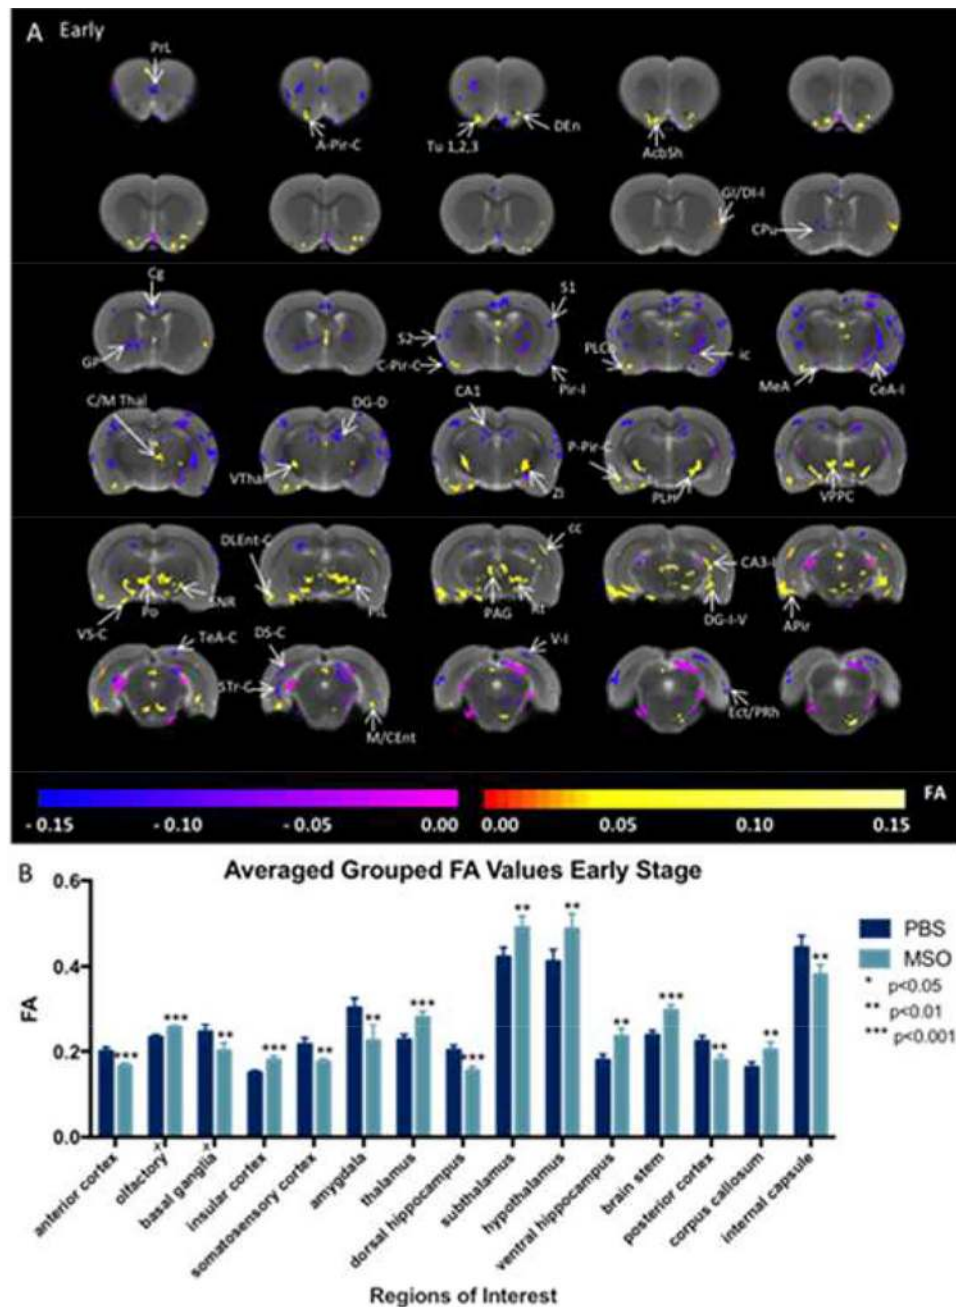 A Early
PrL
A-Pir-C
Tu 1,2,3
DEn
AcbSh
GI/DI-I
CPu
Cg
GP
S1
S2
C-Pir-C
Pir-I
PLCo
ic
MeA
CeA-I
C/M Thal
DG-D
VThal
CA1
ZI
P-Pir-C
PLH
VPPC
DLEnt-C
cc
VS-C
Po
SNR
PIL
PAG
Rt
CA3-I
DG-I-V
APir
TeA-C
DS-C
STr-C
M/CEnt
V-I
Ect/PRh
FA
- 0.15 - 0.10 - 0.05 0.00 0.00 0.05 0.10 0.15
B Averaged Grouped FA Values Early Stage
0.6
0.4
0.2
0.0
FA
*** *** ** *** ** ** *** *** ** ** ** *** ** ** **
PBS
MSO
* p<0.05
** p<0.01
*** p<0.001
x x
anterior cortex
olfactory
basal ganglia
insular cortex
somatosensory cortex
amygdala
thalamus
dorsal hippocampus
subthalamus
hypothalamus
ventral hippocampus
brain stem
posterior cortex
corpus callosum
internal capsule
Regions of Interest